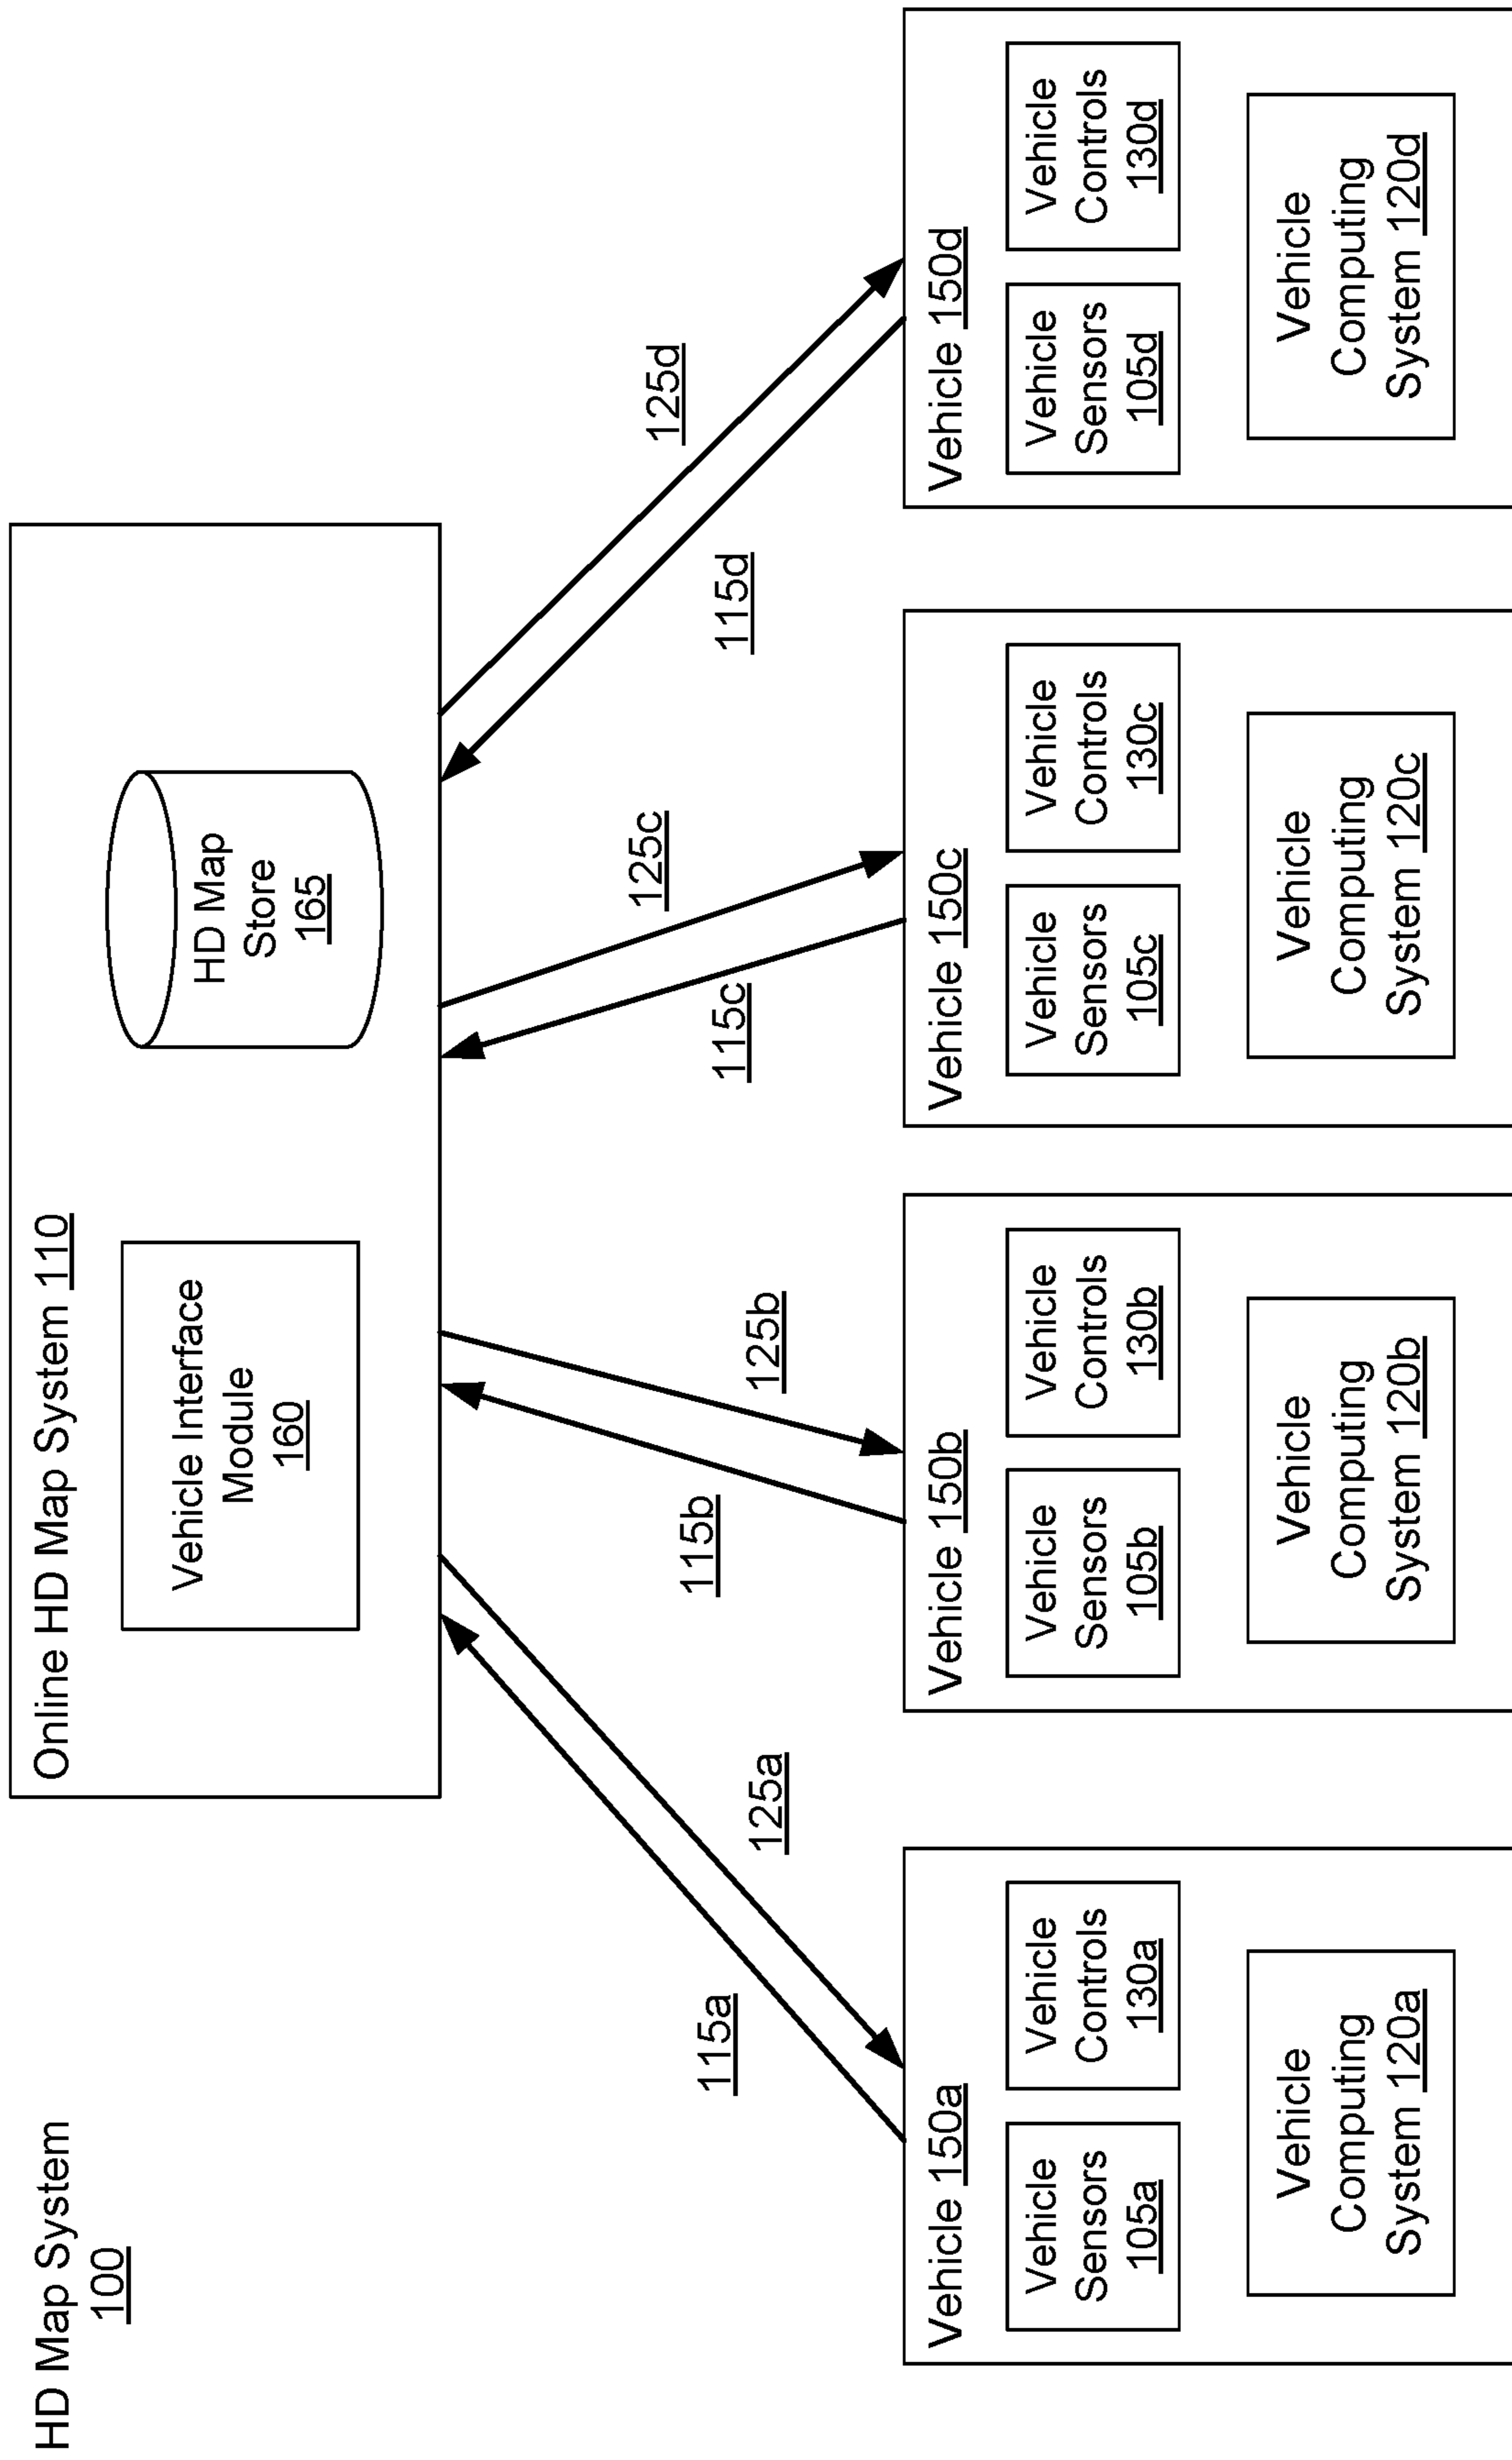 HD Map System
100
Online HD Map System 110
Vehicle Interface
Module
160
HD Map
Store
165
115a
125a
115b
125b
115c
125c
115d
125d
Vehicle 150a
Vehicle
Sensors
105a
Vehicle
Controls
130a
Vehicle
Computing
System 120a
Vehicle 150b
Vehicle
Sensors
105b
Vehicle
Controls
130b
Vehicle
Computing
System 120b
Vehicle 150c
Vehicle
Sensors
105c
Vehicle
Controls
130c
Vehicle
Computing
System 120c
Vehicle 150d
Vehicle
Sensors
105d
Vehicle
Controls
130d
Vehicle
Computing
System 120d